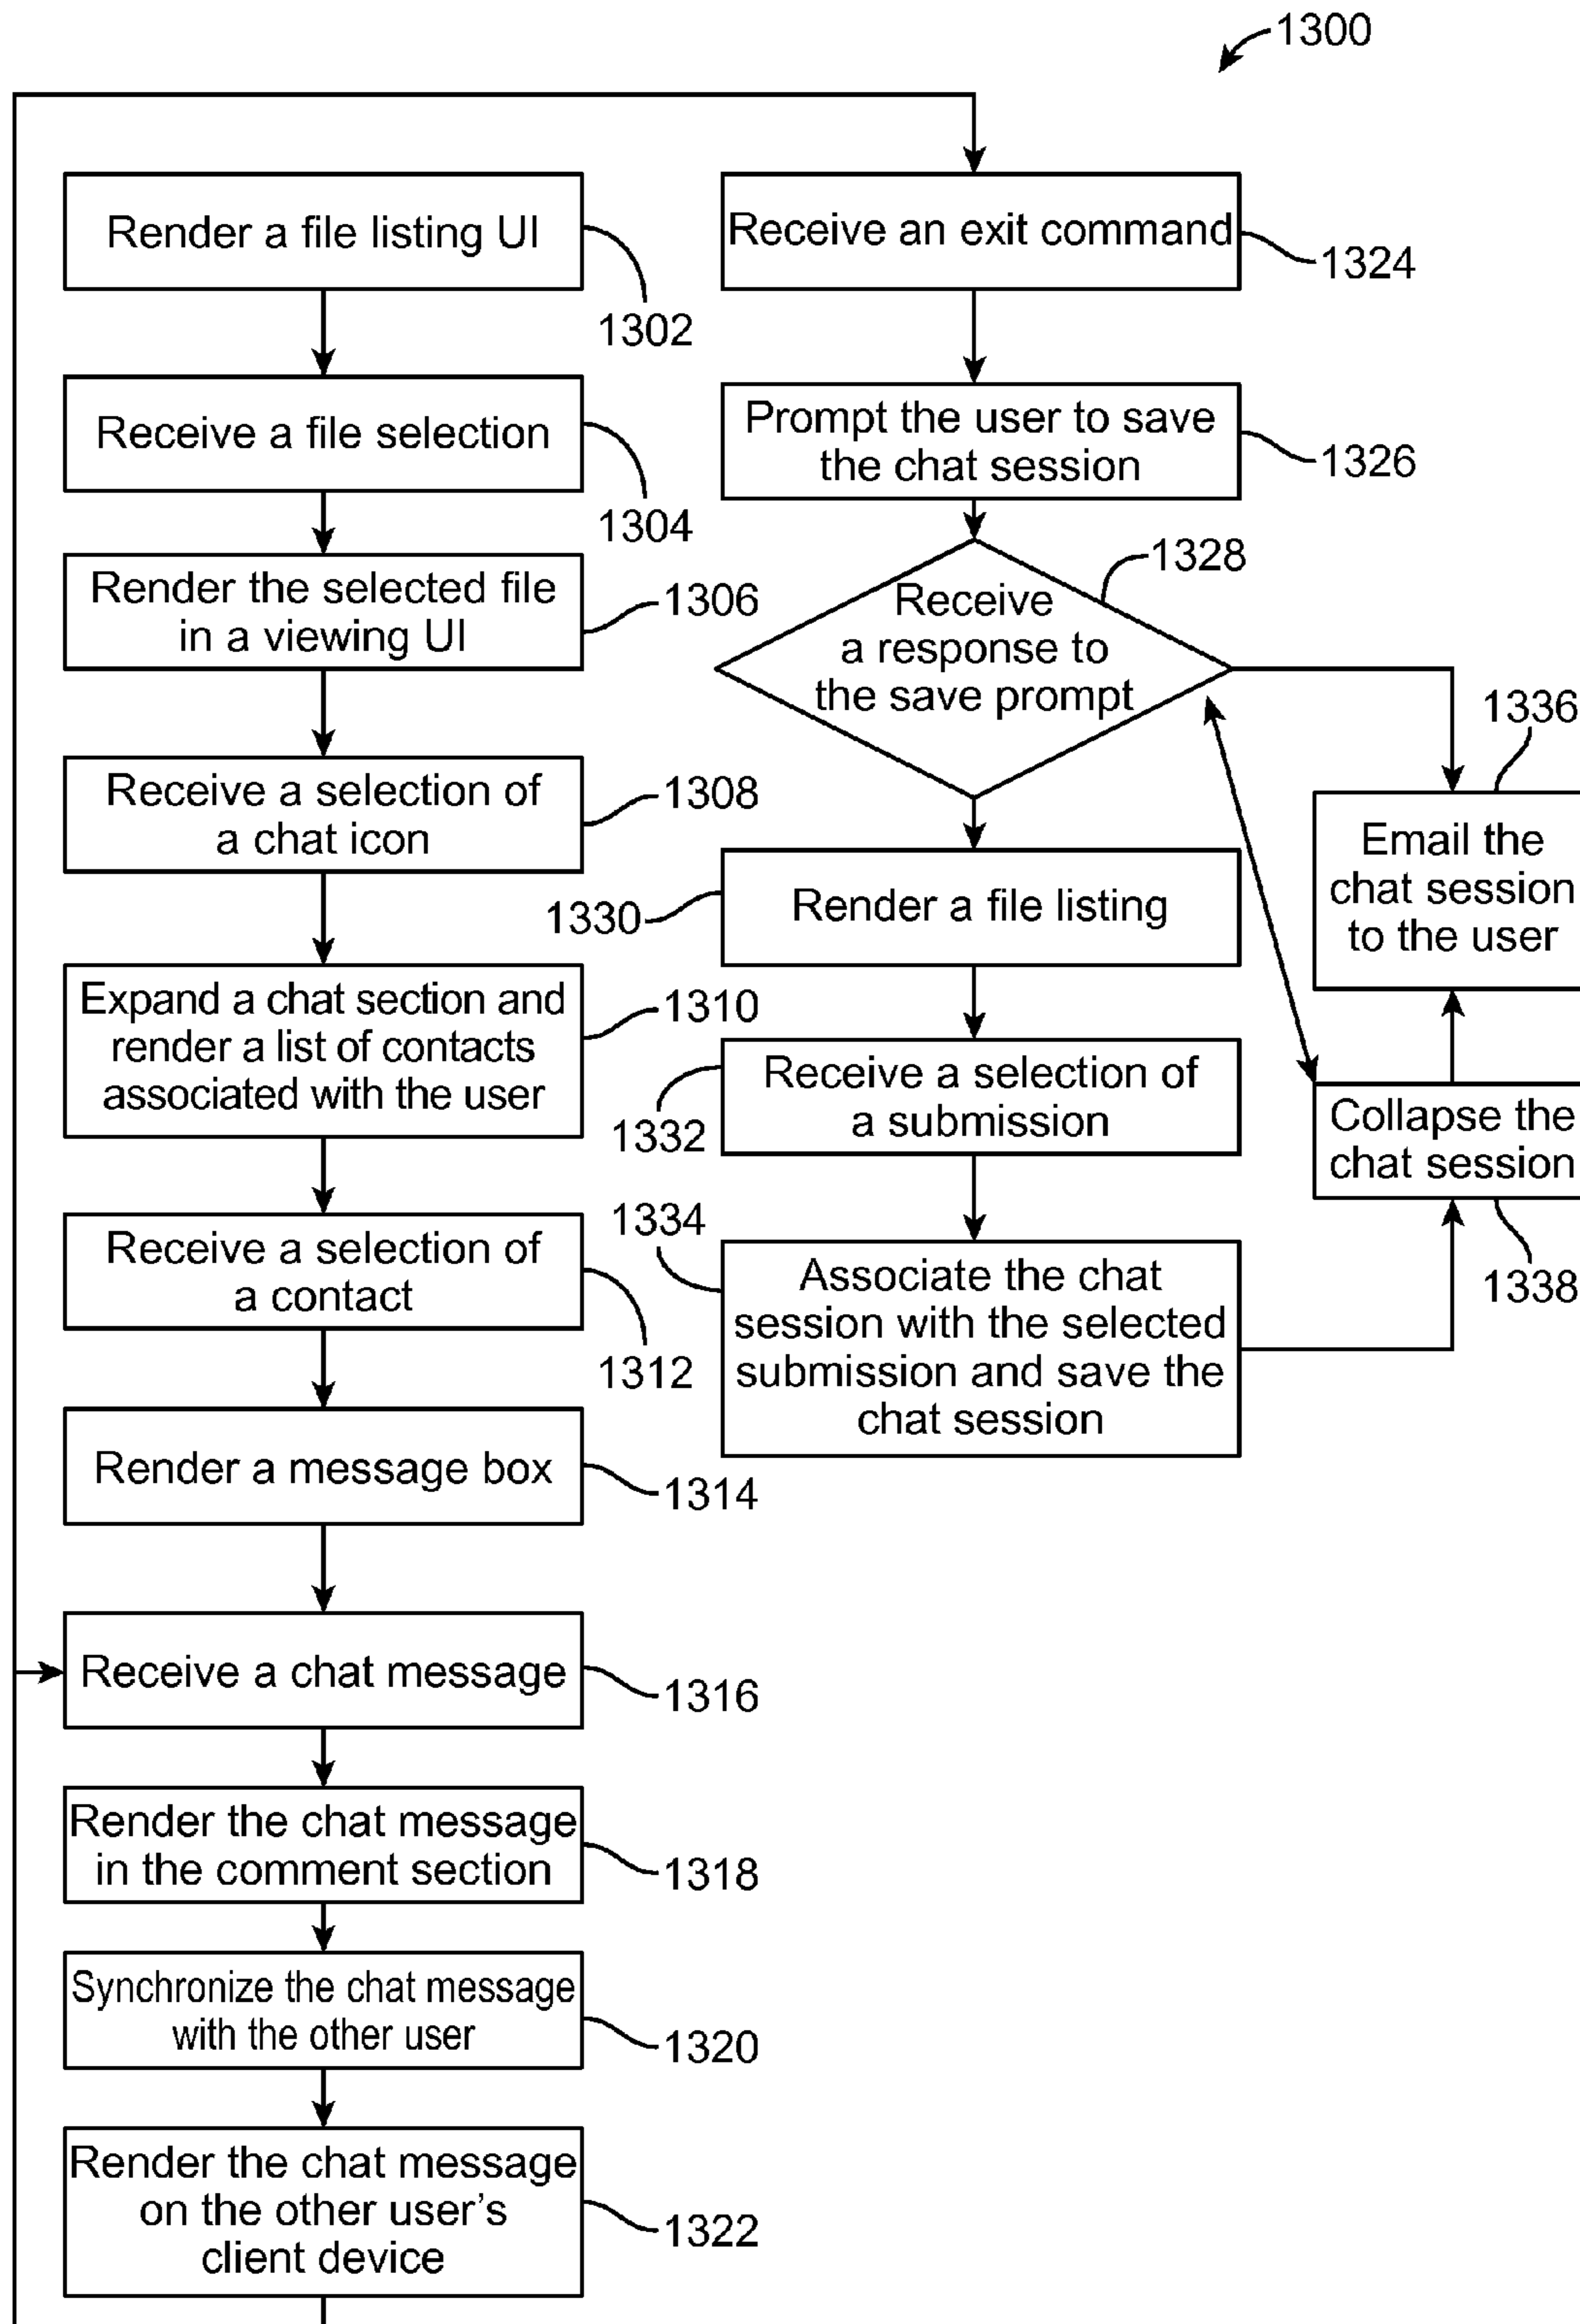 1300
Render a file listing UI
1302
Receive a file selection
1304
Render the selected file
in a viewing UI
1306
Receive a selection of
a chat icon
1308
Expand a chat section and
render a list of contacts
associated with the user
1310
Receive a selection of
a contact
1312
Render a message box
1314
Receive a chat message
1316
Render the chat message
in the comment section
1318
Synchronize the chat message
with the other user
1320
Render the chat message
on the other user's
client device
1322
Receive an exit command
1324
Prompt the user to save
the chat session
1326
Receive
a response to
the save prompt
1328
Render a file listing
1330
Receive a selection of
a submission
1332
Associate the chat
session with the selected
submission and save the
chat session
1334
1336
Email the
chat session
to the user
Collapse the
chat session
1338